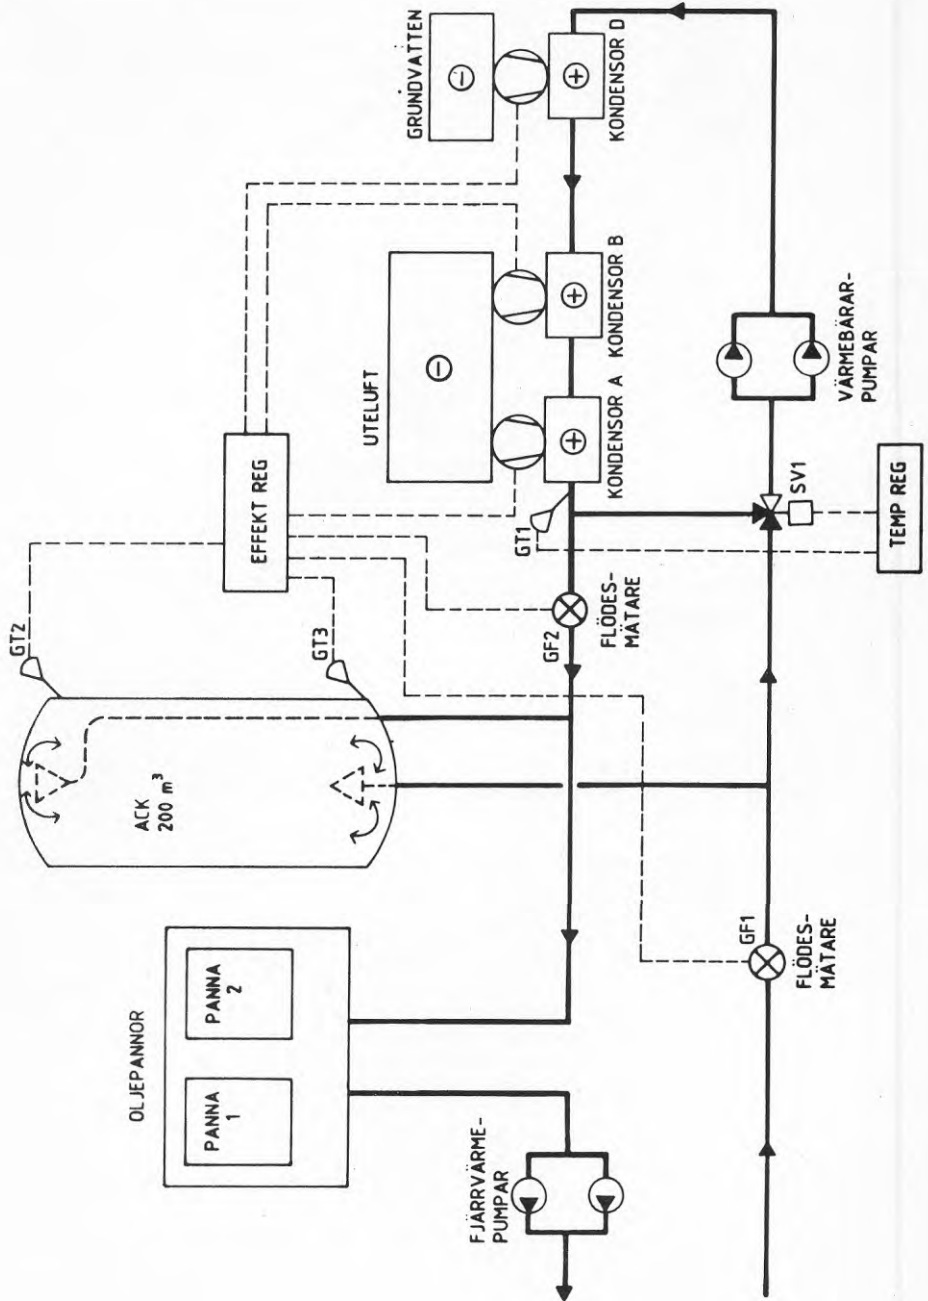 GT2
OLJEPANNOR
ACK
200 m³
PANNA
1
PANNA
2
EFFEKT REG
GT3
UTELUFT
GRUNDVATTEN
FJÄRRVÄRME-
PUMPAR
GT1
GF2
FLÖDES-
MÄTARE
KONDENSOR A
KONDENSOR B
KONDENSOR D
GF1
FLÖDES-
MÄTARE
SV1
VÄRMEBÄRAR-
PUMPAR
TEMP REG